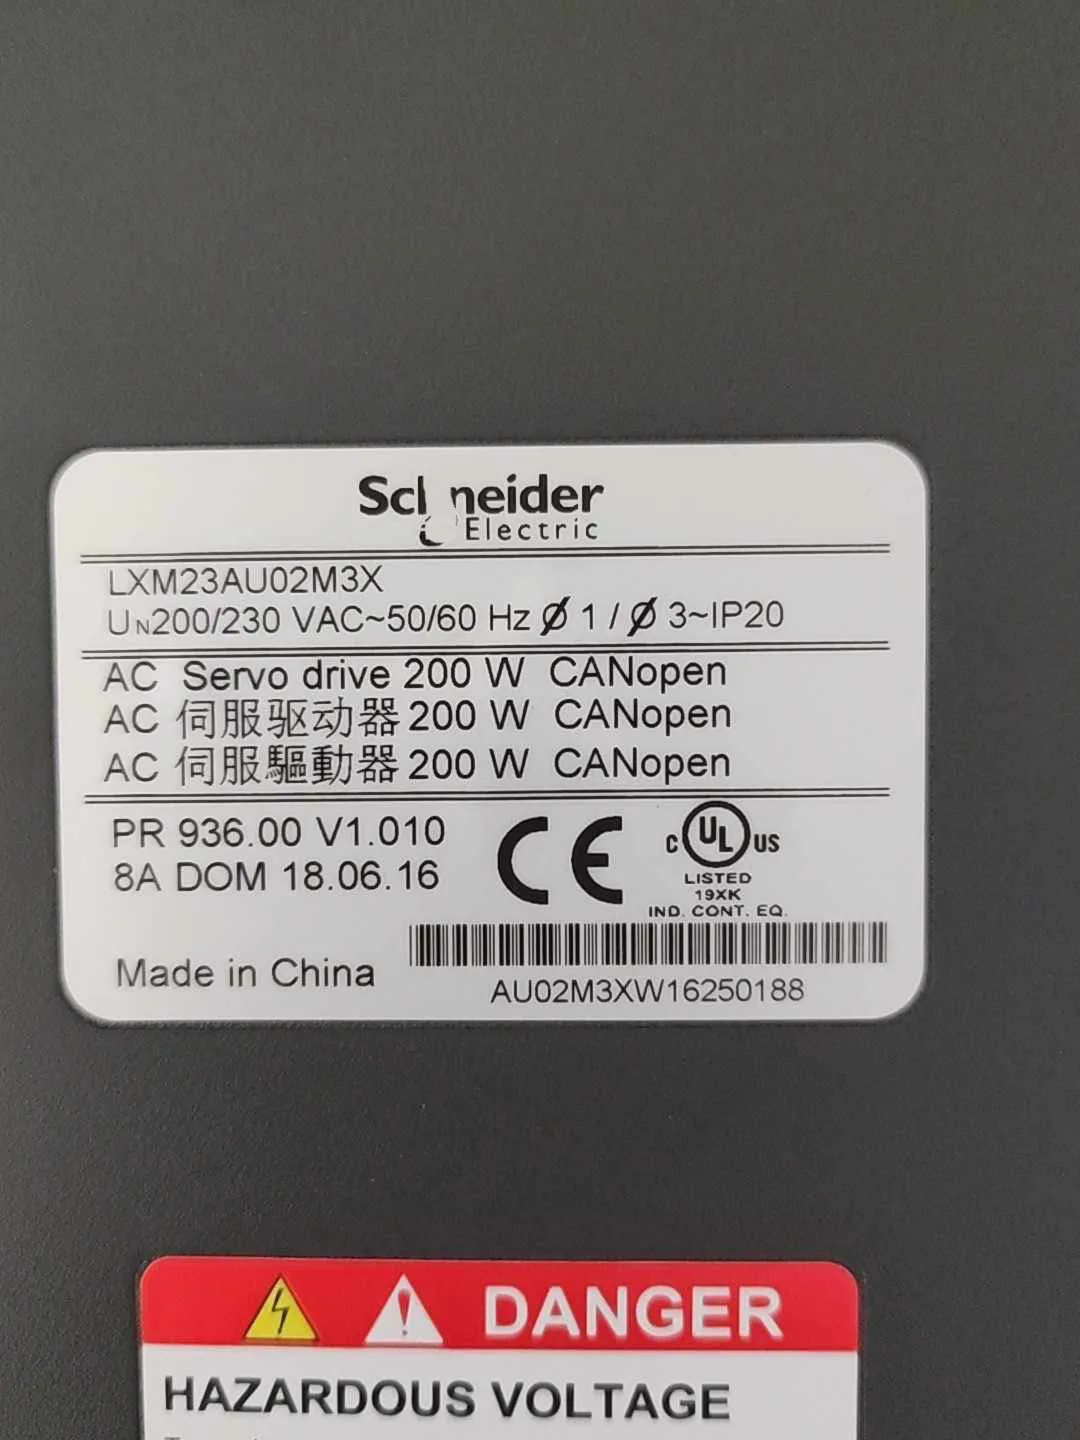 Schneider
Electric
LXM23AU02M3X
UN200/230 VAC~50/60 Hz Ø 1 / Ø 3~IP20
AC Servo drive 200 W CANopen
AC 伺服驱动器 200 W CANopen
AC 伺服驅動器 200 W CANopen
PR 936.00 V1.010
8A DOM 18.06.16
CE
C UL US
LISTED
19XK
IND. CONT. EQ.
Made in China
AU02M3XW16250188
DANGER
HAZARDOUS VOLTAGE